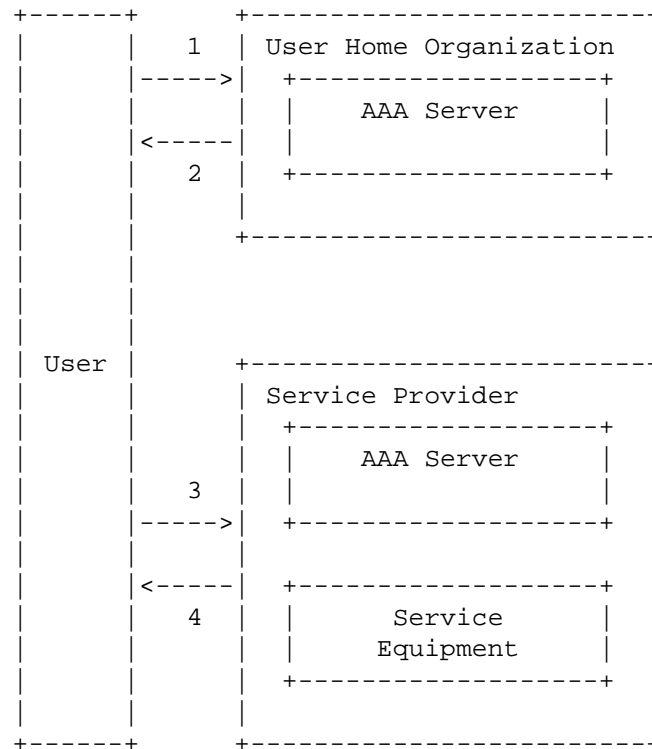 1
User Home Organization
AAA Server
2
User
Service Provider
AAA Server
3
4
Service
Equipment